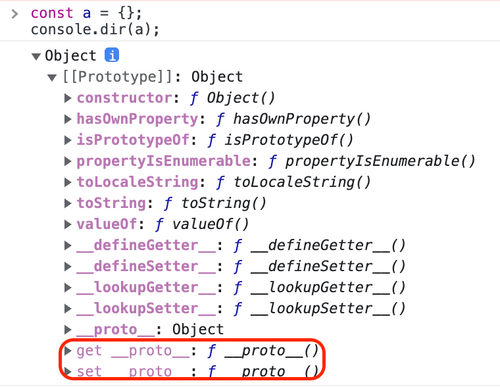 > const a = {};
console.dir(a);
▼ Object i
▼ [[Prototype]]: Object
▶ constructor: ƒ Object()
▶ hasOwnProperty: ƒ hasOwnProperty()
▶ isPrototypeOf: ƒ isPrototypeOf()
▶ propertyIsEnumerable: ƒ propertyIsEnumerable()
▶ toLocaleString: ƒ toLocaleString()
▶ toString: ƒ toString()
▶ valueOf: ƒ valueOf()
▶ __defineGetter__: ƒ __defineGetter__()
▶ __defineSetter__: ƒ __defineSetter__()
▶ __lookupGetter__: ƒ __lookupGetter__()
▶ __lookupSetter__: ƒ __lookupSetter__()
▶ __proto__: Object
▶ get __proto__: ƒ __proto__()
▶ set __proto__: ƒ __proto__()